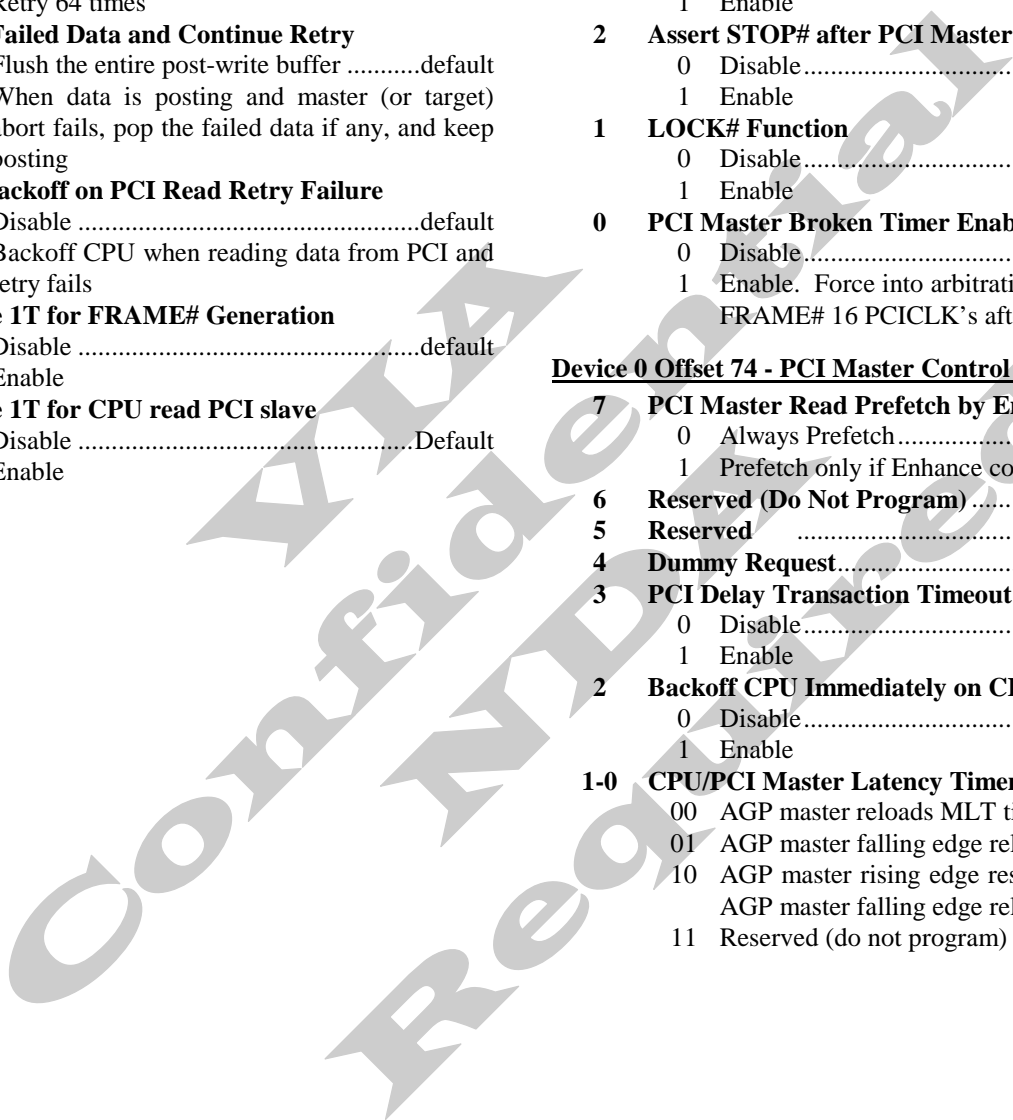 Retry 64 times
Failed Data and Continue Retry
Flush the entire post-write buffer ...........default
When data is posting and master (or target)
abort fails, pop the failed data if any, and keep
posting
ackoff on PCI Read Retry Failure
Disable ....................................................default
Backoff CPU when reading data from PCI and
retry fails
e 1T for FRAME# Generation
Disable ....................................................default
Enable
e 1T for CPU read PCI slave
Disable ...................................................Default
Enable
1 Enable
2 Assert STOP# after PCI Master
0 Disable................................
1 Enable
1 LOCK# Function
0 Disable................................
1 Enable
0 PCI Master Broken Timer Enab
0 Disable................................
1 Enable. Force into arbitrati
FRAME# 16 PCICLK's aft
Device 0 Offset 74 - PCI Master Control
7 PCI Master Read Prefetch by En
0 Always Prefetch..................
1 Prefetch only if Enhance co
6 Reserved (Do Not Program) ......
5 Reserved ................................
4 Dummy Request...........................
3 PCI Delay Transaction Timeout
0 Disable................................
1 Enable
2 Backoff CPU Immediately on CP
0 Disable................................
1 Enable
1-0 CPU/PCI Master Latency Timer
00 AGP master reloads MLT ti
01 AGP master falling edge rel
10 AGP master rising edge res
AGP master falling edge rel
11 Reserved (do not program)
VIA
Confidential
NDA
Required